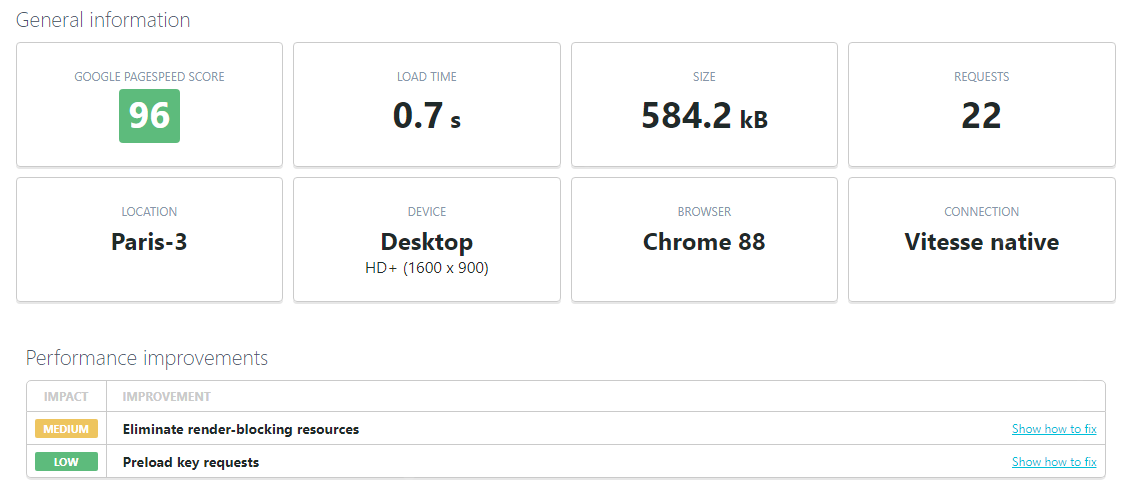 General information
GOOGLE PAGESPEED SCORE
96
LOAD TIME
0.7 s
SIZE
584.2 kB
REQUESTS
22
LOCATION
Paris-3
DEVICE
Desktop
HD+ (1600 x 900)
BROWSER
Chrome 88
CONNECTION
Vitesse native
Performance improvements
IMPACT IMPROVEMENT
MEDIUM Eliminate render-blocking resources Show how to fix
LOW Preload key requests Show how to fix